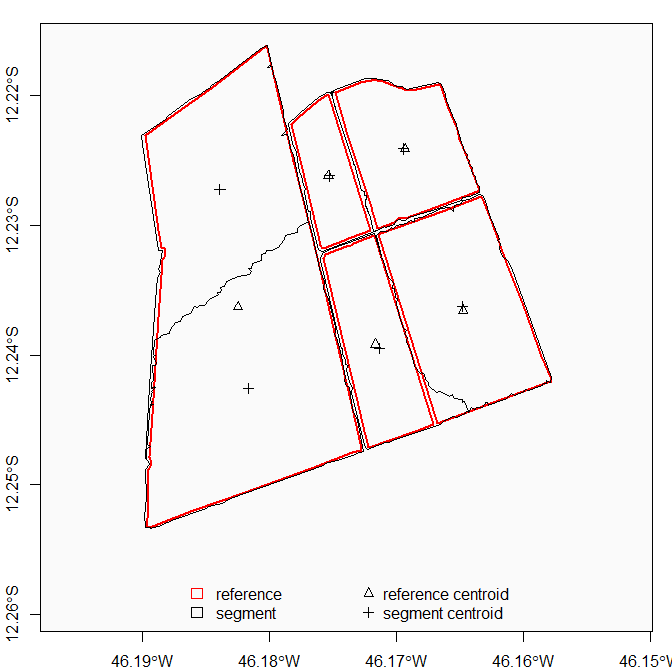 12.22°S
12.23°S
12.24°S
12.25°S
12.26°S
reference
reference centroid
segment
segment centroid
46.19°W
46.18°W
46.17°W
46.16°W
46.15°W